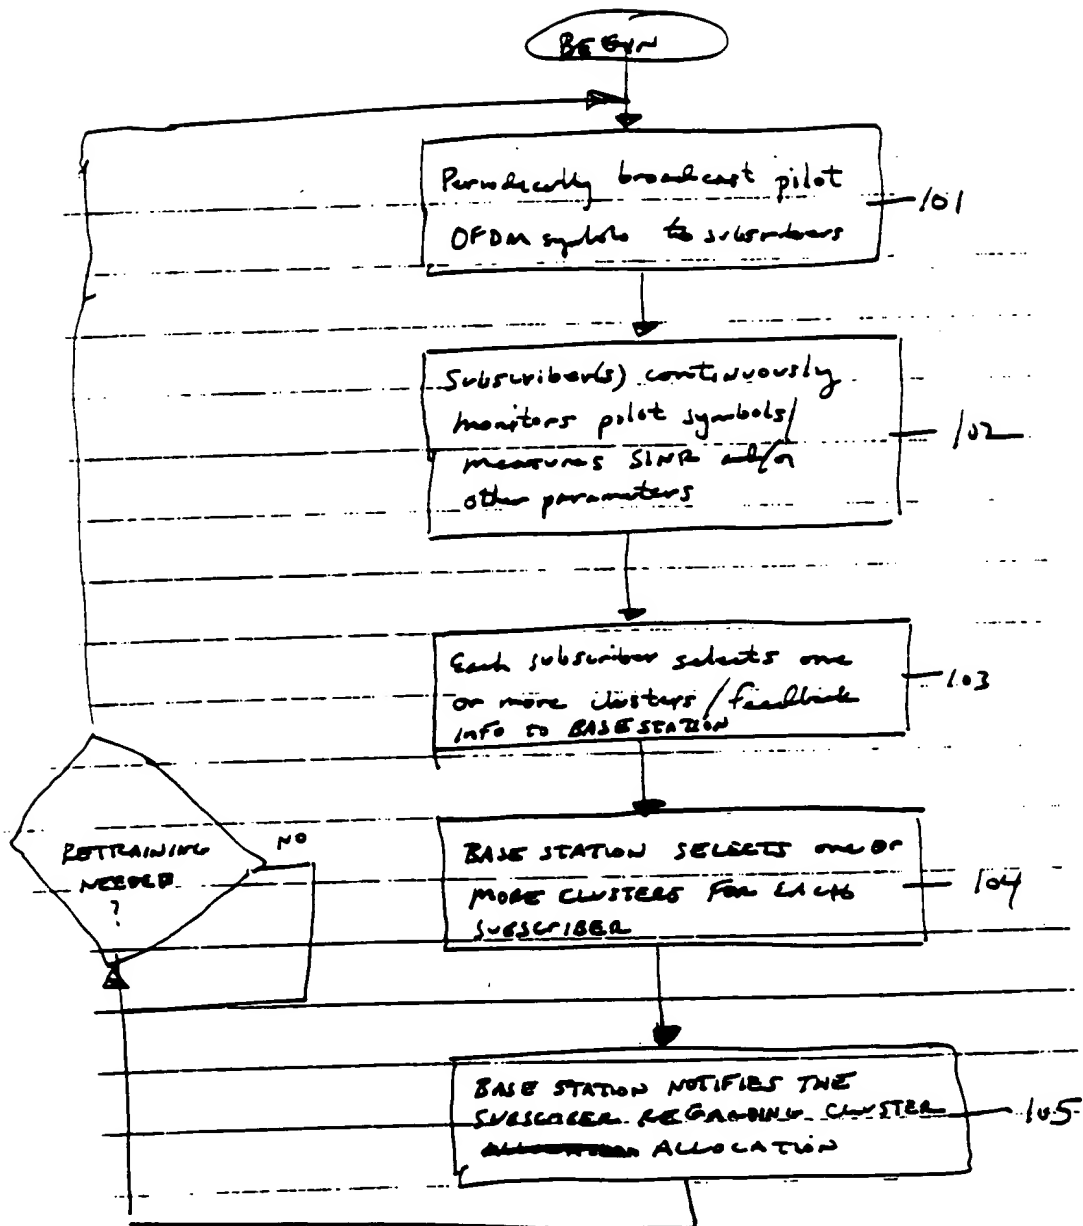 BEGIN
Periodically broadcast pilot
OFDM symbols to subscribers
101
Subscriber(s) continuously
monitors pilot symbols/
measures SINR and/or
other parameters
102
Each subscriber selects one
or more clusters/feedback
info to BASE STATION
103
BASE STATION SELECTS one or
MORE CLUSTERS FOR EACH
SUBSCRIBER
104
BASE STATION NOTIFIES THE
SUBSCRIBER REGARDING CLUSTER
ALLOCATION
105
RETRAINING
NEEDED
?
NO